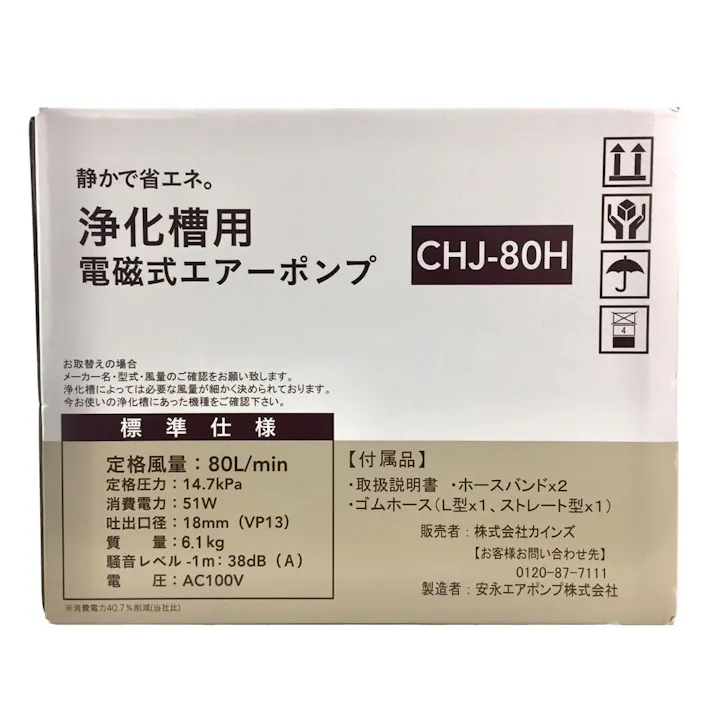 静かで省エネ。
浄化槽用
電磁式エアーポンプ
CHJ-80H
4
お取替えの場合
メーカー名・型式・風量のご確認をお願い致します。
浄化槽によっては必要な風量が細かく決められております。
今お使いの浄化槽にあった機種をご確認下さい。
標準仕様
定格風量：80L/min
定格圧力：14.7kPa
消費電力：51W
吐出口径：18mm（VP13）
質　　量：6.1kg
騒音レベル -1m：38dB（A）
電　　圧：AC100V
※消費電力40.7％削減(当社比)
【付属品】
・取扱説明書 ・ホースバンドx2
・ゴムホース（L型x1、ストレート型x1）
販売者：株式会社カインズ
【お客様お問い合わせ先】
0120-87-7111
製造者：安永エアポンプ株式会社